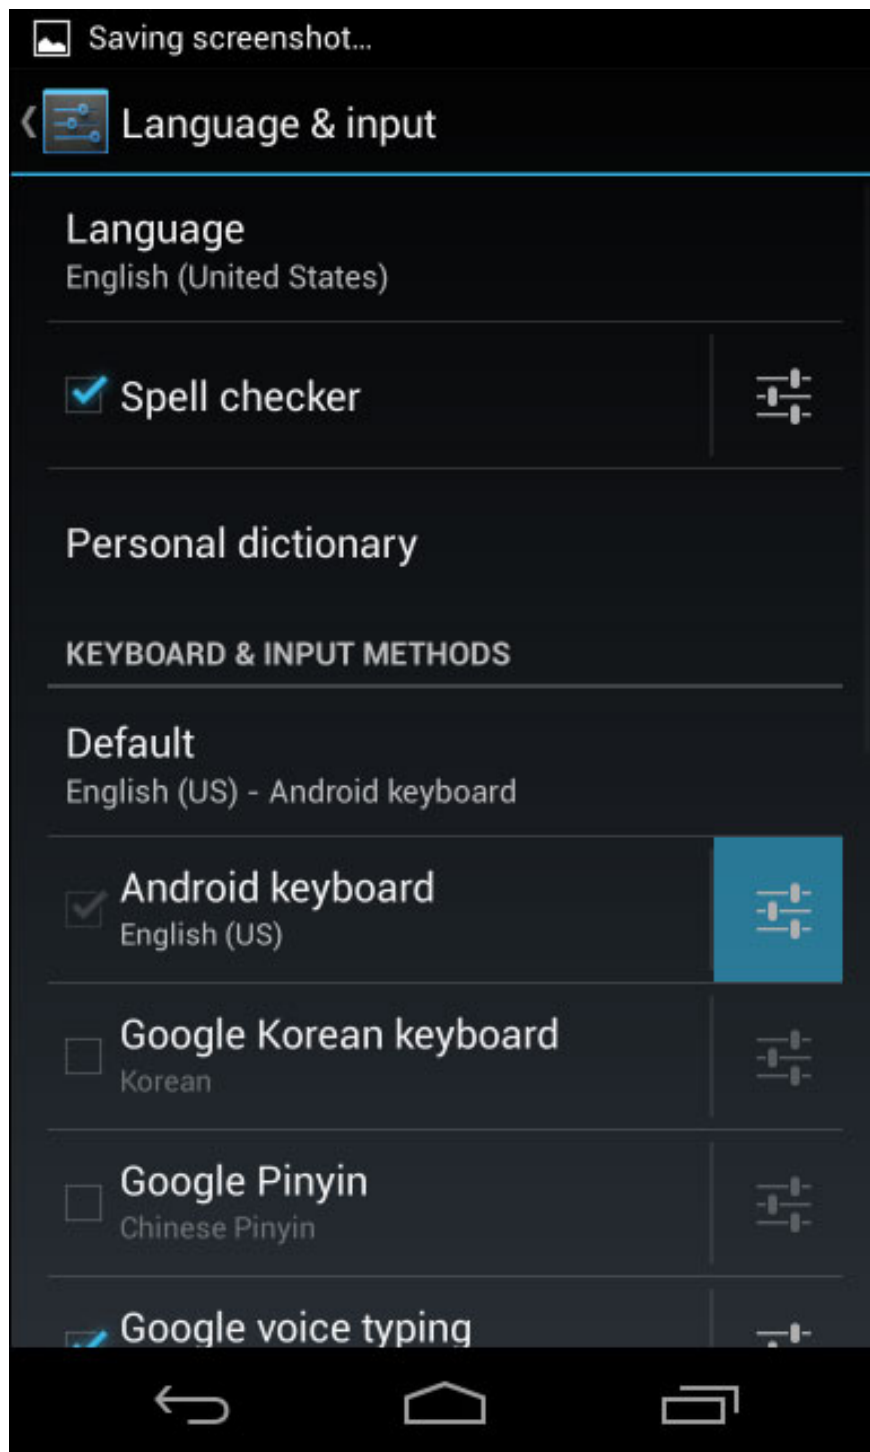 Saving screenshot...
Language & input
Language
English (United States)
Spell checker
Personal dictionary
KEYBOARD & INPUT METHODS
Default
English (US) - Android keyboard
Android keyboard
English (US)
Google Korean keyboard
Korean
Google Pinyin
Chinese Pinyin
Google voice typing